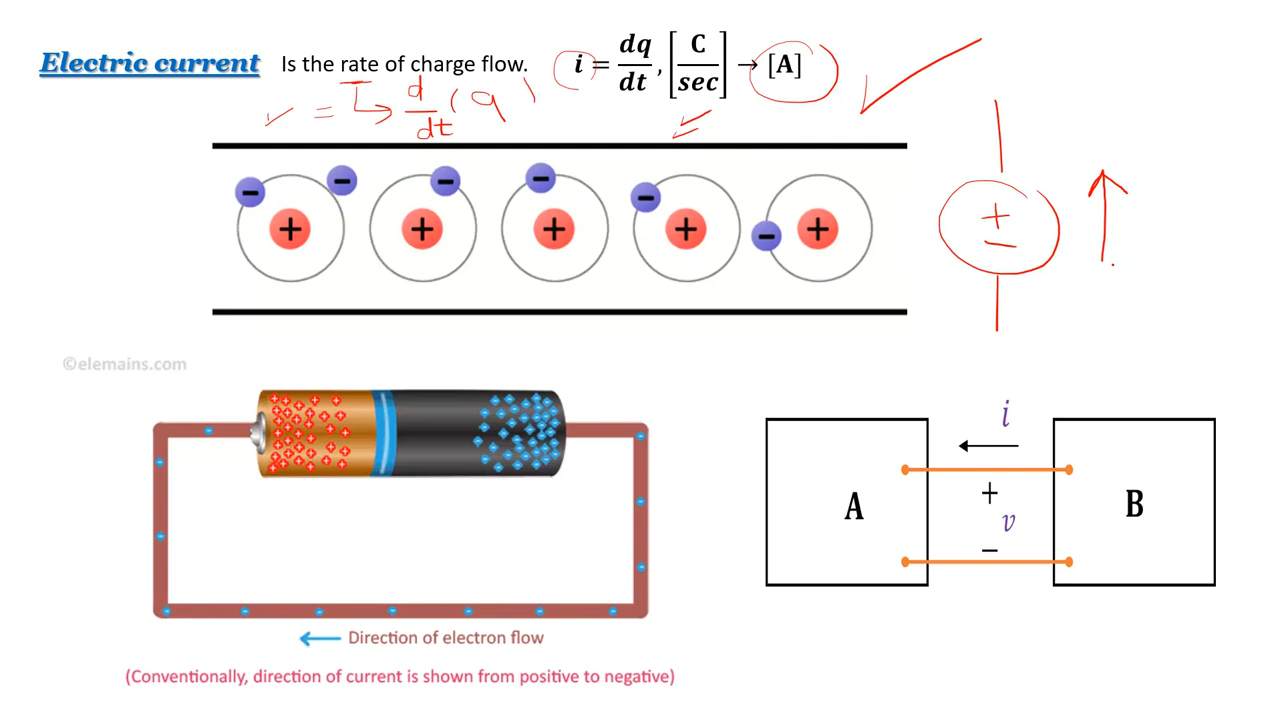 Electric current Is the rate of charge flow. i = dq/dt, [C/sec] → [A]
= I → d/dt (q)
- - - - -
+ + + + +
+
−
©elemains.com
i
A + B
v
−
← Direction of electron flow
(Conventionally, direction of current is shown from positive to negative)